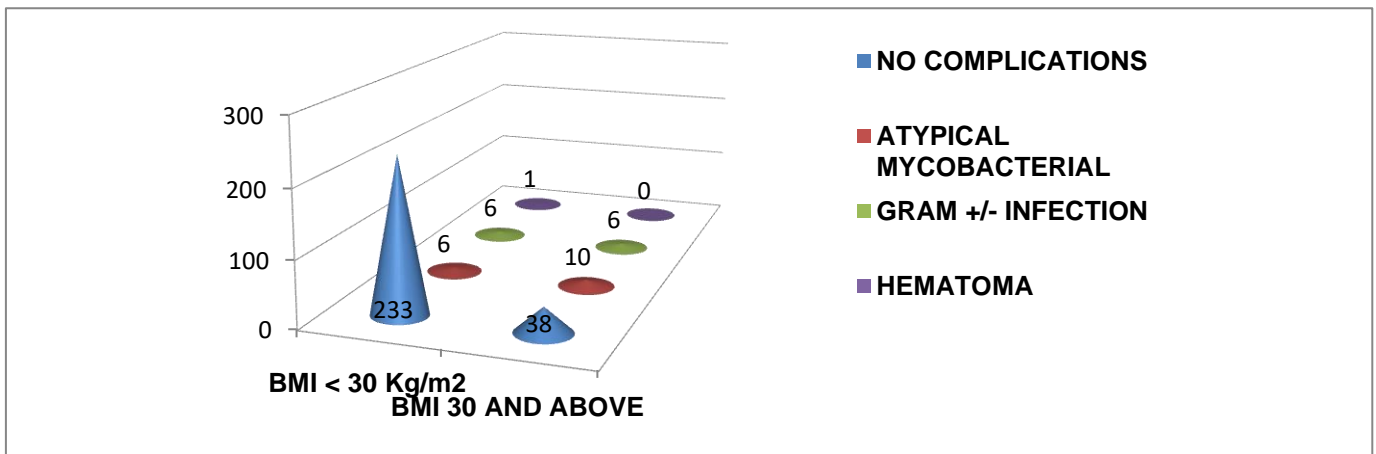 300
200
100
0
1
0
6
6
6
10
233
38
BMI < 30 Kg/m2
BMI 30 AND ABOVE
NO COMPLICATIONS
ATYPICAL
MYCOBACTERIAL
GRAM +/- INFECTION
HEMATOMA